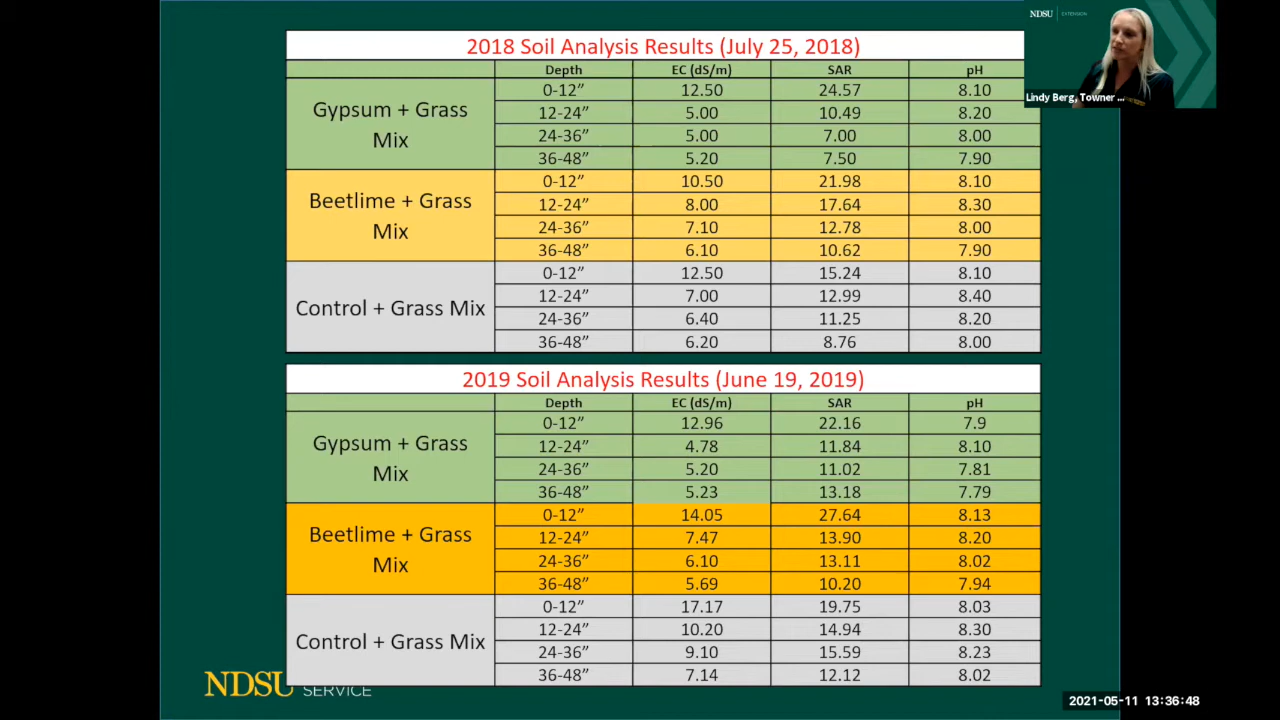 NDSU EXTENSION
Lindy Berg, Towner ...
2018 Soil Analysis Results (July 25, 2018)
Depth EC (dS/m) SAR pH
Gypsum + Grass Mix
0-12” 12.50 24.57 8.10
12-24” 5.00 10.49 8.20
24-36” 5.00 7.00 8.00
36-48” 5.20 7.50 7.90
Beetlime + Grass Mix
0-12” 10.50 21.98 8.10
12-24” 8.00 17.64 8.30
24-36” 7.10 12.78 8.00
36-48” 6.10 10.62 7.90
Control + Grass Mix
0-12” 12.50 15.24 8.10
12-24” 7.00 12.99 8.40
24-36” 6.40 11.25 8.20
36-48” 6.20 8.76 8.00
2019 Soil Analysis Results (June 19, 2019)
Depth EC (dS/m) SAR pH
Gypsum + Grass Mix
0-12” 12.96 22.16 7.9
12-24” 4.78 11.84 8.10
24-36” 5.20 11.02 7.81
36-48” 5.23 13.18 7.79
Beetlime + Grass Mix
0-12” 14.05 27.64 8.13
12-24” 7.47 13.90 8.20
24-36” 6.10 13.11 8.02
36-48” 5.69 10.20 7.94
Control + Grass Mix
0-12” 17.17 19.75 8.03
12-24” 10.20 14.94 8.30
24-36” 9.10 15.59 8.23
36-48” 7.14 12.12 8.02
NDSU SERVICE
2021-05-11 13:36:48